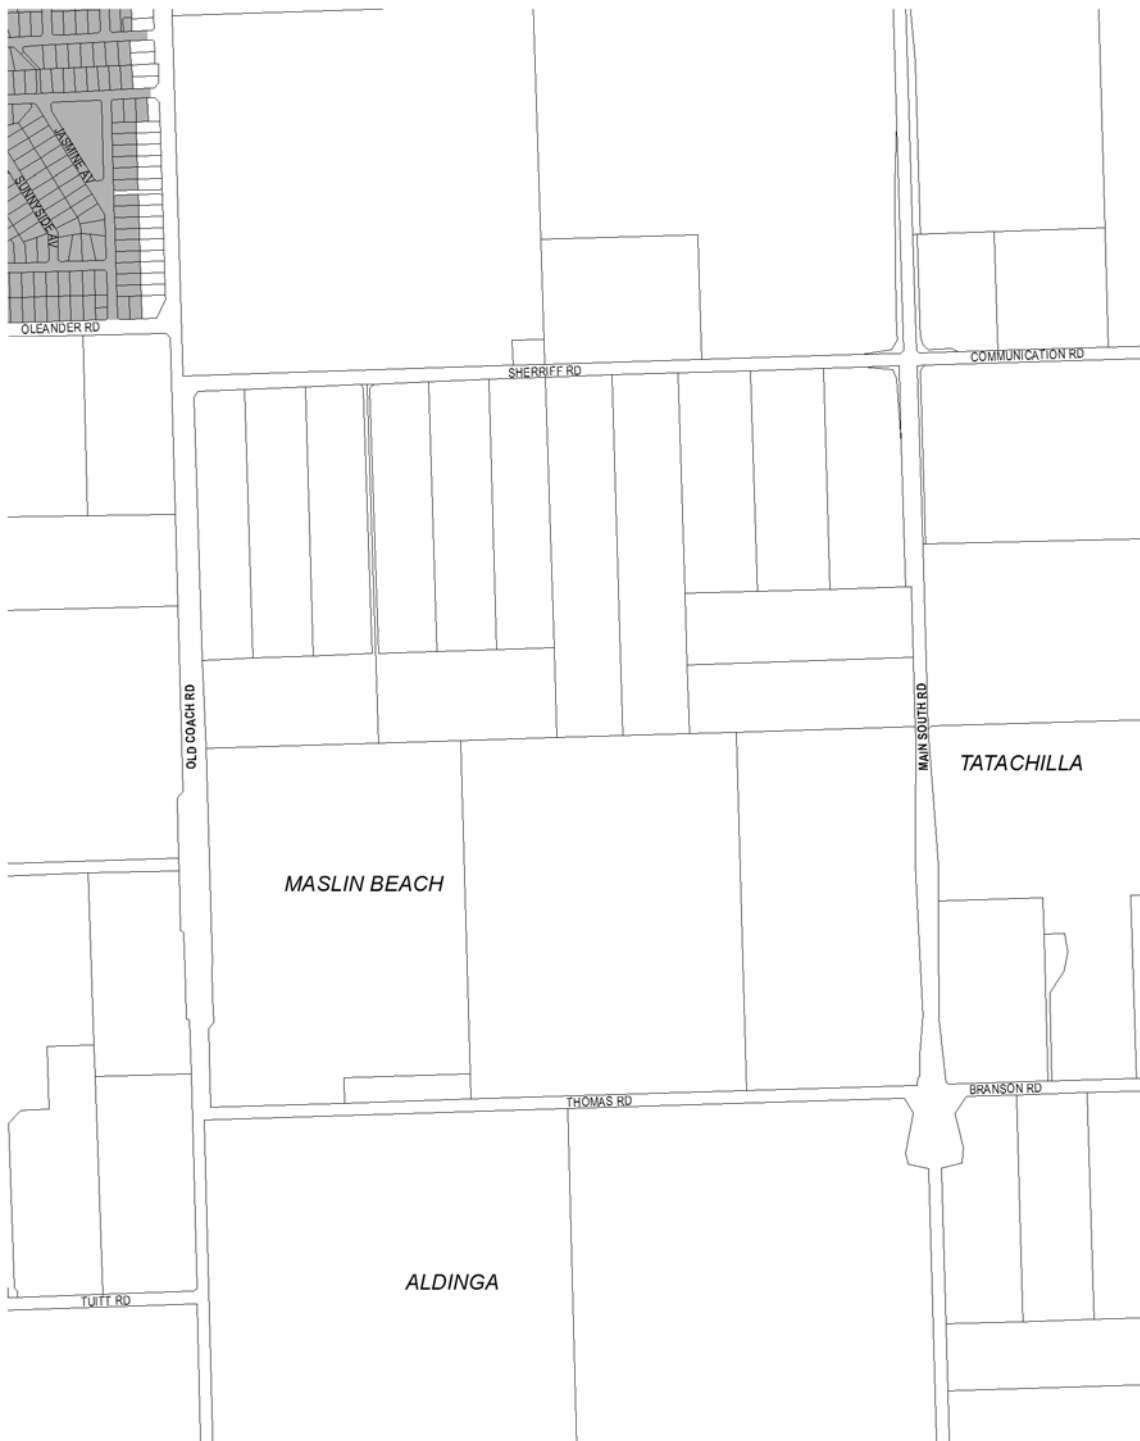 JASMINE AV
SUNNYSIDE AV
OLEANDER RD
COMMUNICATION RD
SHERRIFF RD
OLD COACH RD
MAIN SOUTH RD
TATACHILLA
MASLIN BEACH
BRANSON RD
THOMAS RD
ALDINGA
TUITT RD